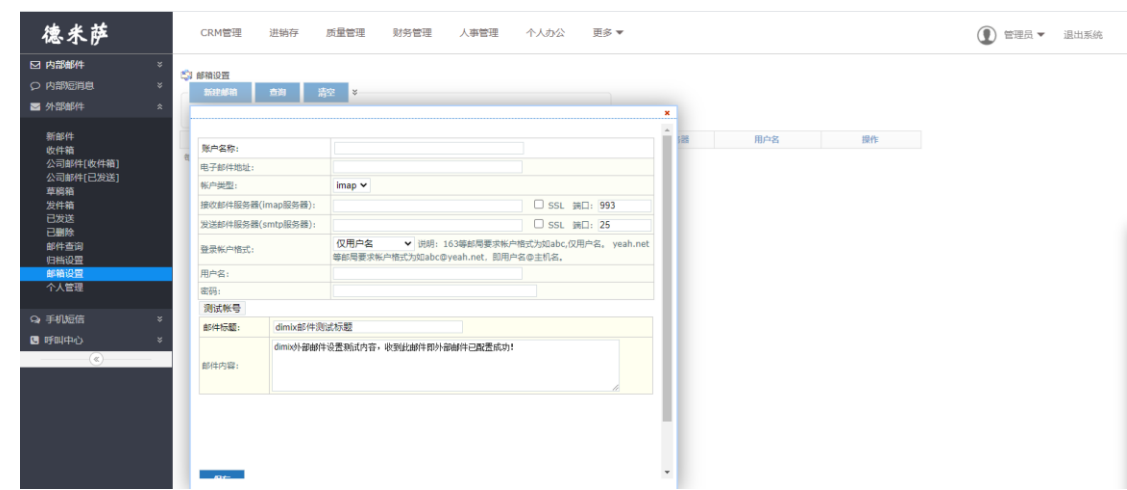 德米萨
CRM管理 进销存 质量管理 财务管理 人事管理 个人办公 更多
管理员 退出系统
内部邮件
内部短消息
外部邮件
新邮件
收件箱
公司邮件[收件箱]
公司邮件[已发送]
草稿箱
发件箱
已发送
已删除
邮件查询
归档设置
邮箱设置
个人管理
手机短信
呼叫中心
邮箱设置
新建邮箱 查询 清空
用户名 操作
账户名称:
电子邮件地址:
帐户类型: imap
接收邮件服务器(imap服务器): SSL 端口: 993
发送邮件服务器(smtp服务器): SSL 端口: 25
登录帐户格式: 仅用户名 说明: 163等邮局要求帐户格式为如abc,仅用户名。 yeah.net
等邮局要求帐户格式为如abc@yeah.net, 即用户名@主机名。
用户名:
密码:
测试帐号
邮件标题: dimix邮件测试标题
邮件内容: dimix外部邮件设置测试内容，收到此邮件即外部邮件已配置成功!